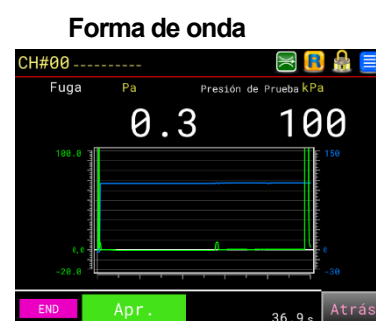 Forma de onda
CH#00----------
R
Fuga Pa Presión de Prueba kPa
0.3 100
100.0 150
0.0 0
-20.0 -30
END Apr. 36.9 s Atrás